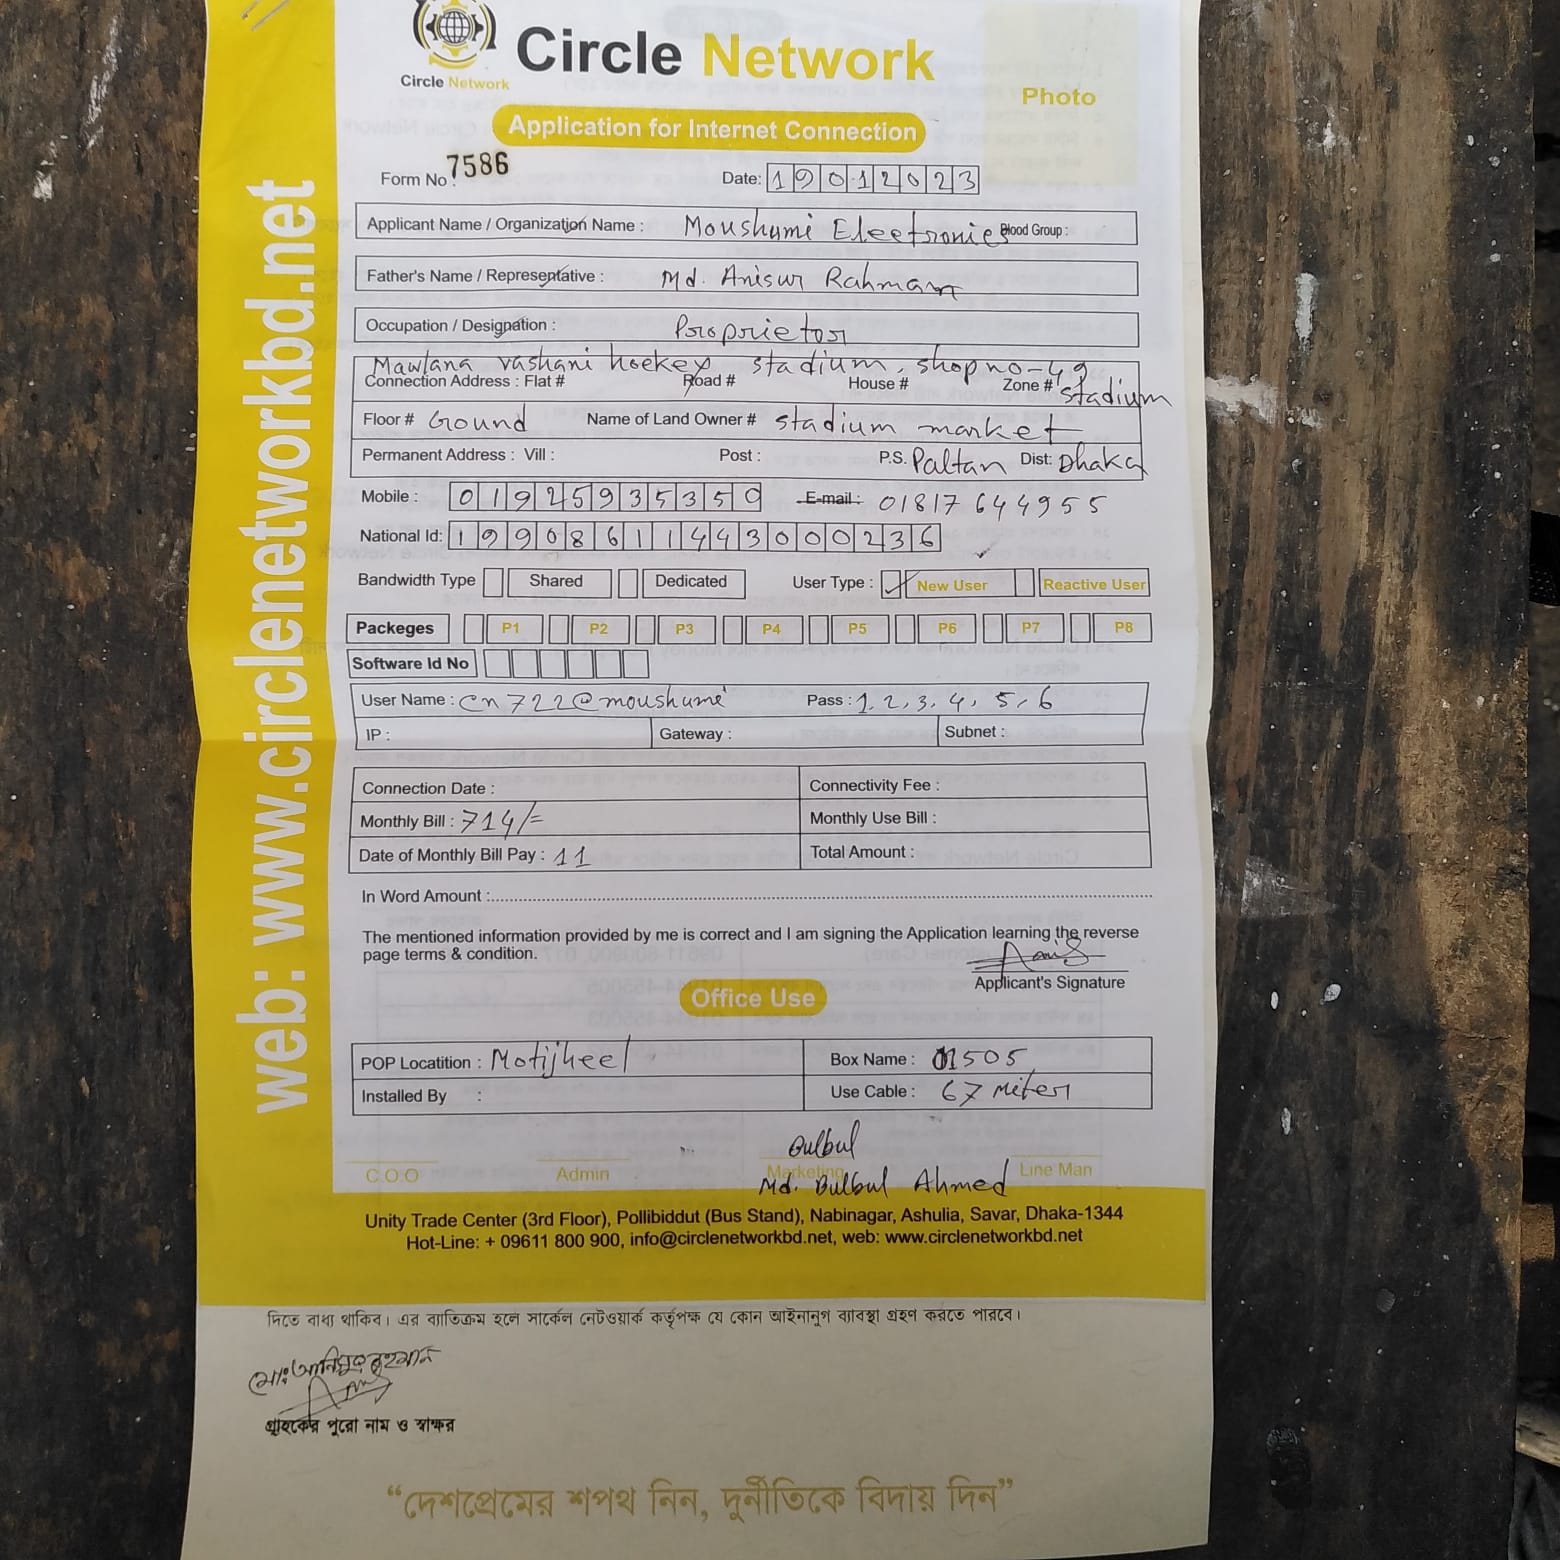 Circle Network
Circle Network
Photo
Application for Internet Connection
Form No : 7586
Date: 19012023
Applicant Name / Organization Name : Moushumi Electronics Blood Group :
Father's Name / Representative : Md. Anisur Rahman
Occupation / Designation : Proprietor
Mawlana vashani hockey stadium, shop no-49
Connection Address : Flat # Road # House # Zone # stadium
Floor # Ground Name of Land Owner # stadium market
Permanent Address : Vill : Post : P.S. Paltan Dist: Dhaka
Mobile : 01925935350 E-mail : 01817644955
National Id: 19908611443000236
Bandwidth Type Shared Dedicated User Type : New User Reactive User
Packeges P1 P2 P3 P4 P5 P6 P7 P8
Software Id No
User Name : cn722@moushumi Pass : 1, 2, 3, 4, 5, 6
IP : Gateway : Subnet :
Connection Date : Connectivity Fee :
Monthly Bill : 714/= Monthly Use Bill :
Date of Monthly Bill Pay : 11 Total Amount :
In Word Amount :
The mentioned information provided by me is correct and I am signing the Application learning the reverse
page terms & condition.
Anis
Applicant's Signature
Office Use
POP Locatition : Motijheel Box Name : 01505
Installed By : Use Cable : 67 Miter
Bulbul
C.O.O Admin Marketing Line Man
Md. Bulbul Ahmed
Unity Trade Center (3rd Floor), Pollibiddut (Bus Stand), Nabinagar, Ashulia, Savar, Dhaka-1344
Hot-Line: + 09611 800 900, info@circlenetworkbd.net, web: www.circlenetworkbd.net
web: www.circlenetworkbd.net
দিতে বাধ্য থাকিব। এর ব্যতিক্রম হলে সার্কেল নেটওয়ার্ক কর্তৃপক্ষ যে কোন আইনানুগ ব্যাবস্থা গ্রহণ করতে পারবে।
মোঃ আনিসুর রহমান
গ্রাহকের পুরো নাম ও স্বাক্ষর
“দেশপ্রেমের শপথ নিন, দুর্নীতিকে বিদায় দিন”